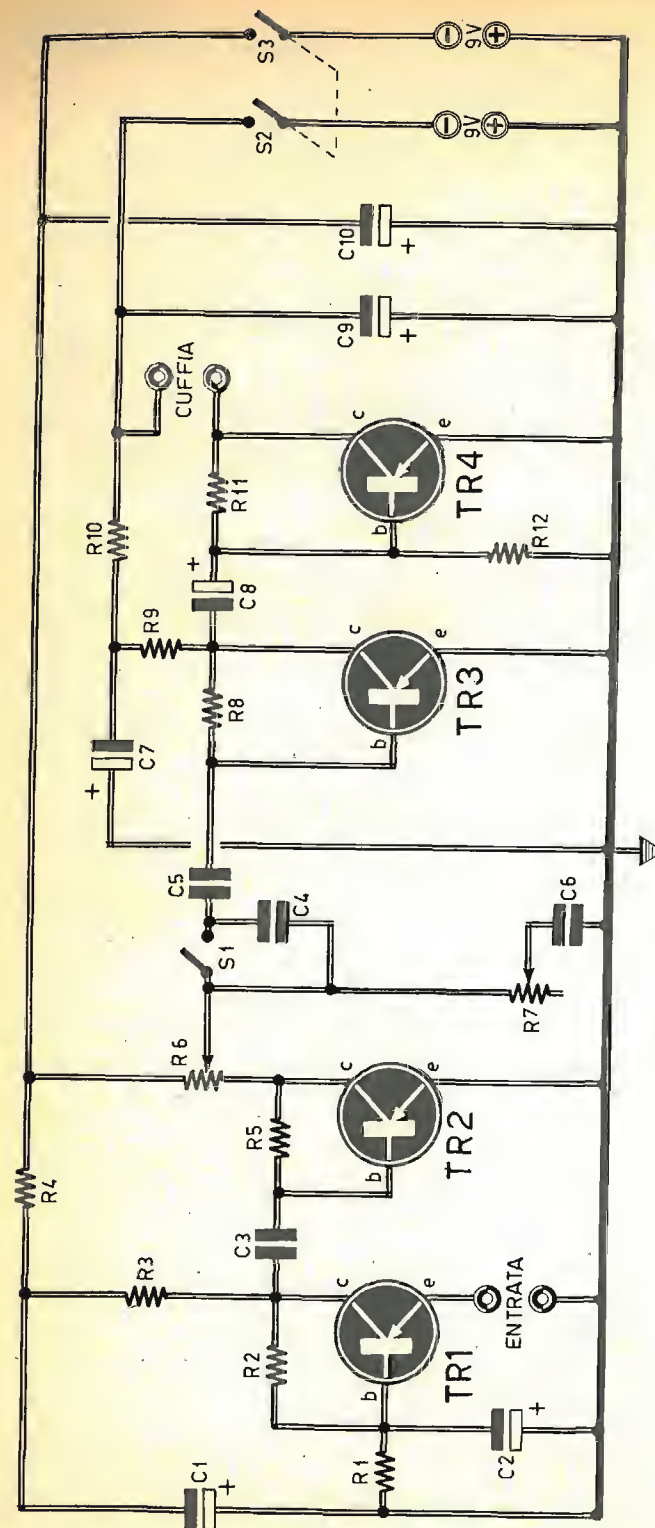 R4
R10
+
C7
R3
R9
R6
CUFFIA
C1
+
C5
+
C8
R11
S2
S3
S1
R2
C3
R5
C4
R8
C9
+
C10
+
c
c
c
c
R1
b
b
b
b
TR1
TR2
TR3
TR4
e
e
e
e
−
9V
+
−
9V
+
C2
+
ENTRATA
R7
C6
R12